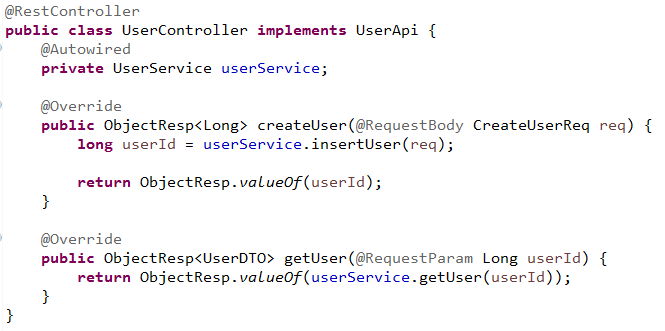 @RestController
public class UserController implements UserApi {
@Autowired
private UserService userService;
@Override
public ObjectResp<Long> createUser(@RequestBody CreateUserReq req) {
long userId = userService.insertUser(req);
return ObjectResp.valueOf(userId);
}
@Override
public ObjectResp<UserDTO> getUser(@RequestParam Long userId) {
return ObjectResp.valueOf(userService.getUser(userId));
}
}